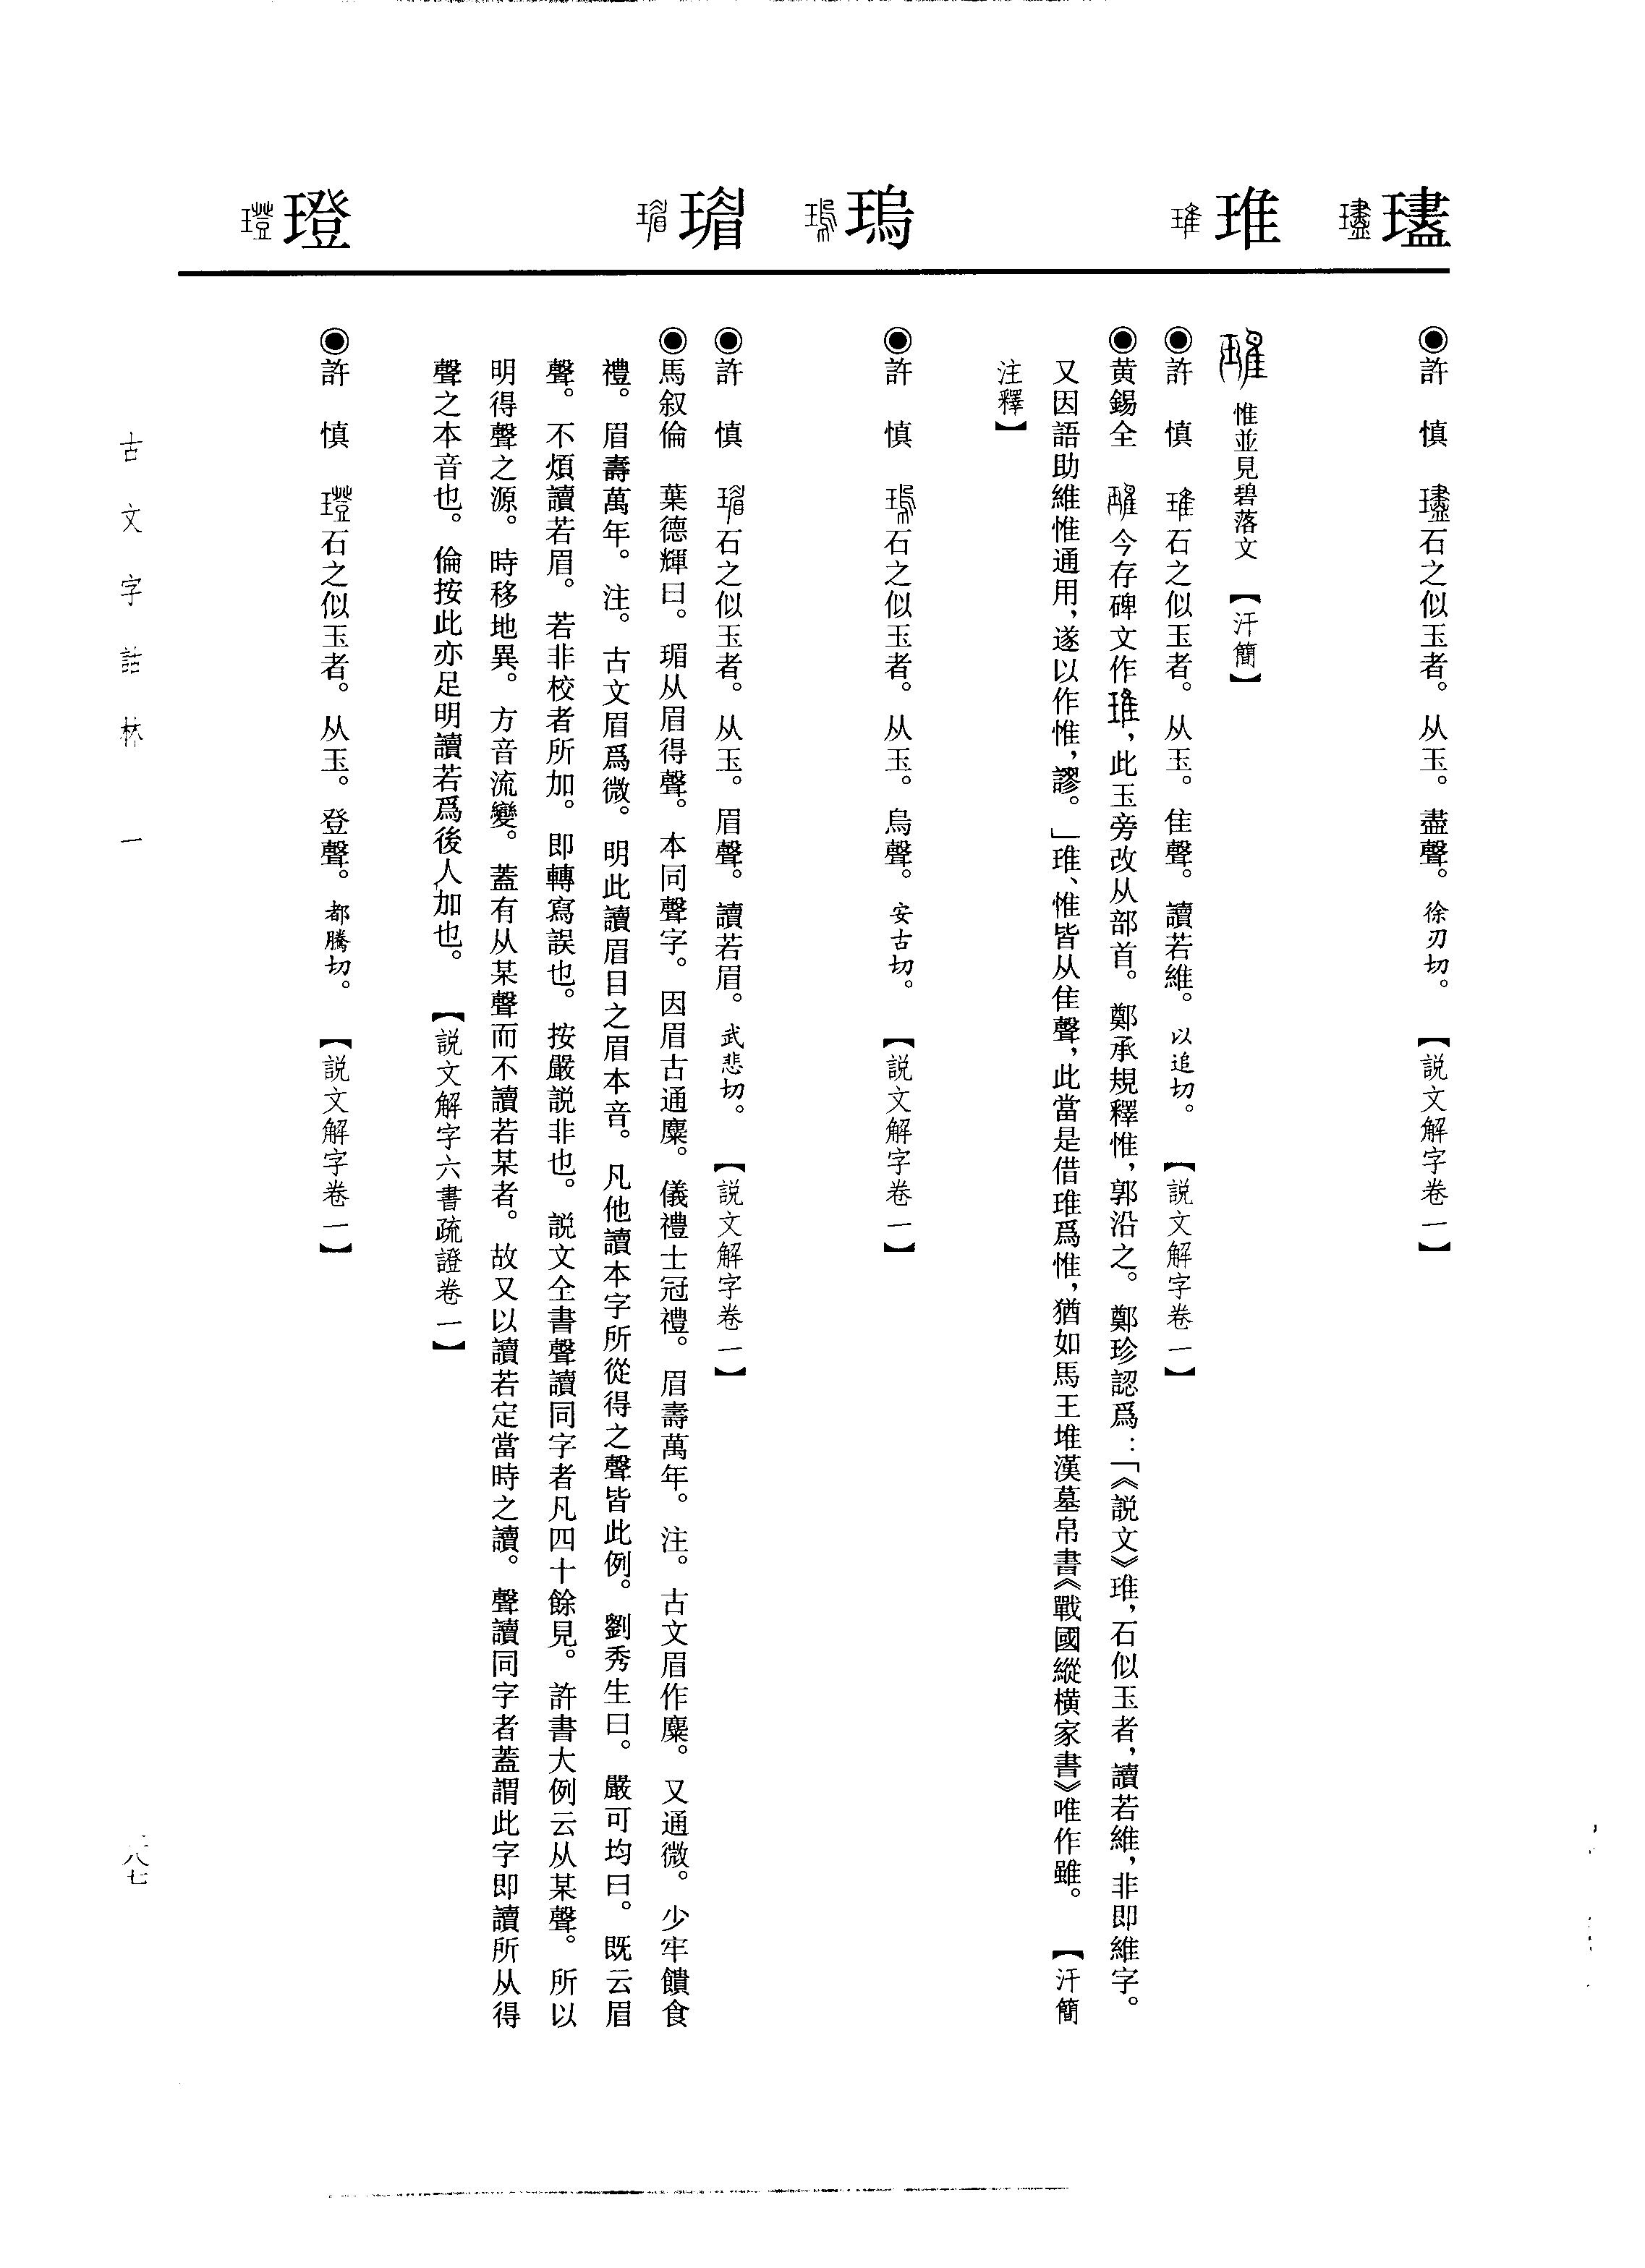 璶
◉許 慎 石之似玉者。从玉。盡聲。徐刃切。【説文解字卷一】
琟
惟並見碧落文【汗簡】
◉許 慎 石之似玉者。从玉。隹聲。讀若維。以追切。【説文解字卷一】
◉黄錫全 今存碑文作，此玉旁改从部首。鄭承規釋惟，郭沿之。鄭珍認爲：「《説文》琟，石似玉者，讀若維，非即維字。
又因語助維惟通用，遂以作惟，謬。」琟、惟皆从隹聲，此當是借琟爲惟，猶如馬王堆漢墓帛書《戰國縱横家書》唯作雖。【汗簡
注釋】
瑦
◉許 慎 石之似玉者。从玉。烏聲。安古切。【説文解字卷一】
瑂
◉許 慎 石之似玉者。从玉。眉聲。讀若眉。武悲切。【説文解字卷一】
◉馬叙倫 葉德輝曰。瑂从眉得聲。本同聲字。因眉古通麋。儀禮士冠禮。眉壽萬年。注。古文眉作麋。又通微。少牢饋食
禮。眉壽萬年。注。古文眉爲微。明此讀眉目之眉本音。凡他讀本字所從得之聲皆此例。劉秀生曰。嚴可均曰。既云眉
聲。不煩讀若眉。若非校者所加。即轉寫誤也。按嚴説非也。説文全書聲讀同字者凡四十餘見。許書大例云从某聲。所以
明得聲之源。時移地異。方音流變。蓋有从某聲而不讀若某者。故又以讀若定當時之讀。聲讀同字者蓋謂此字即讀所从得
聲之本音也。倫按此亦足明讀若爲後人加也。【説文解字六書疏證卷一】
璒
◉許 慎 石之似玉者。从玉。登聲。都騰切。【説文解字卷一】
古文字詁林 一
八七